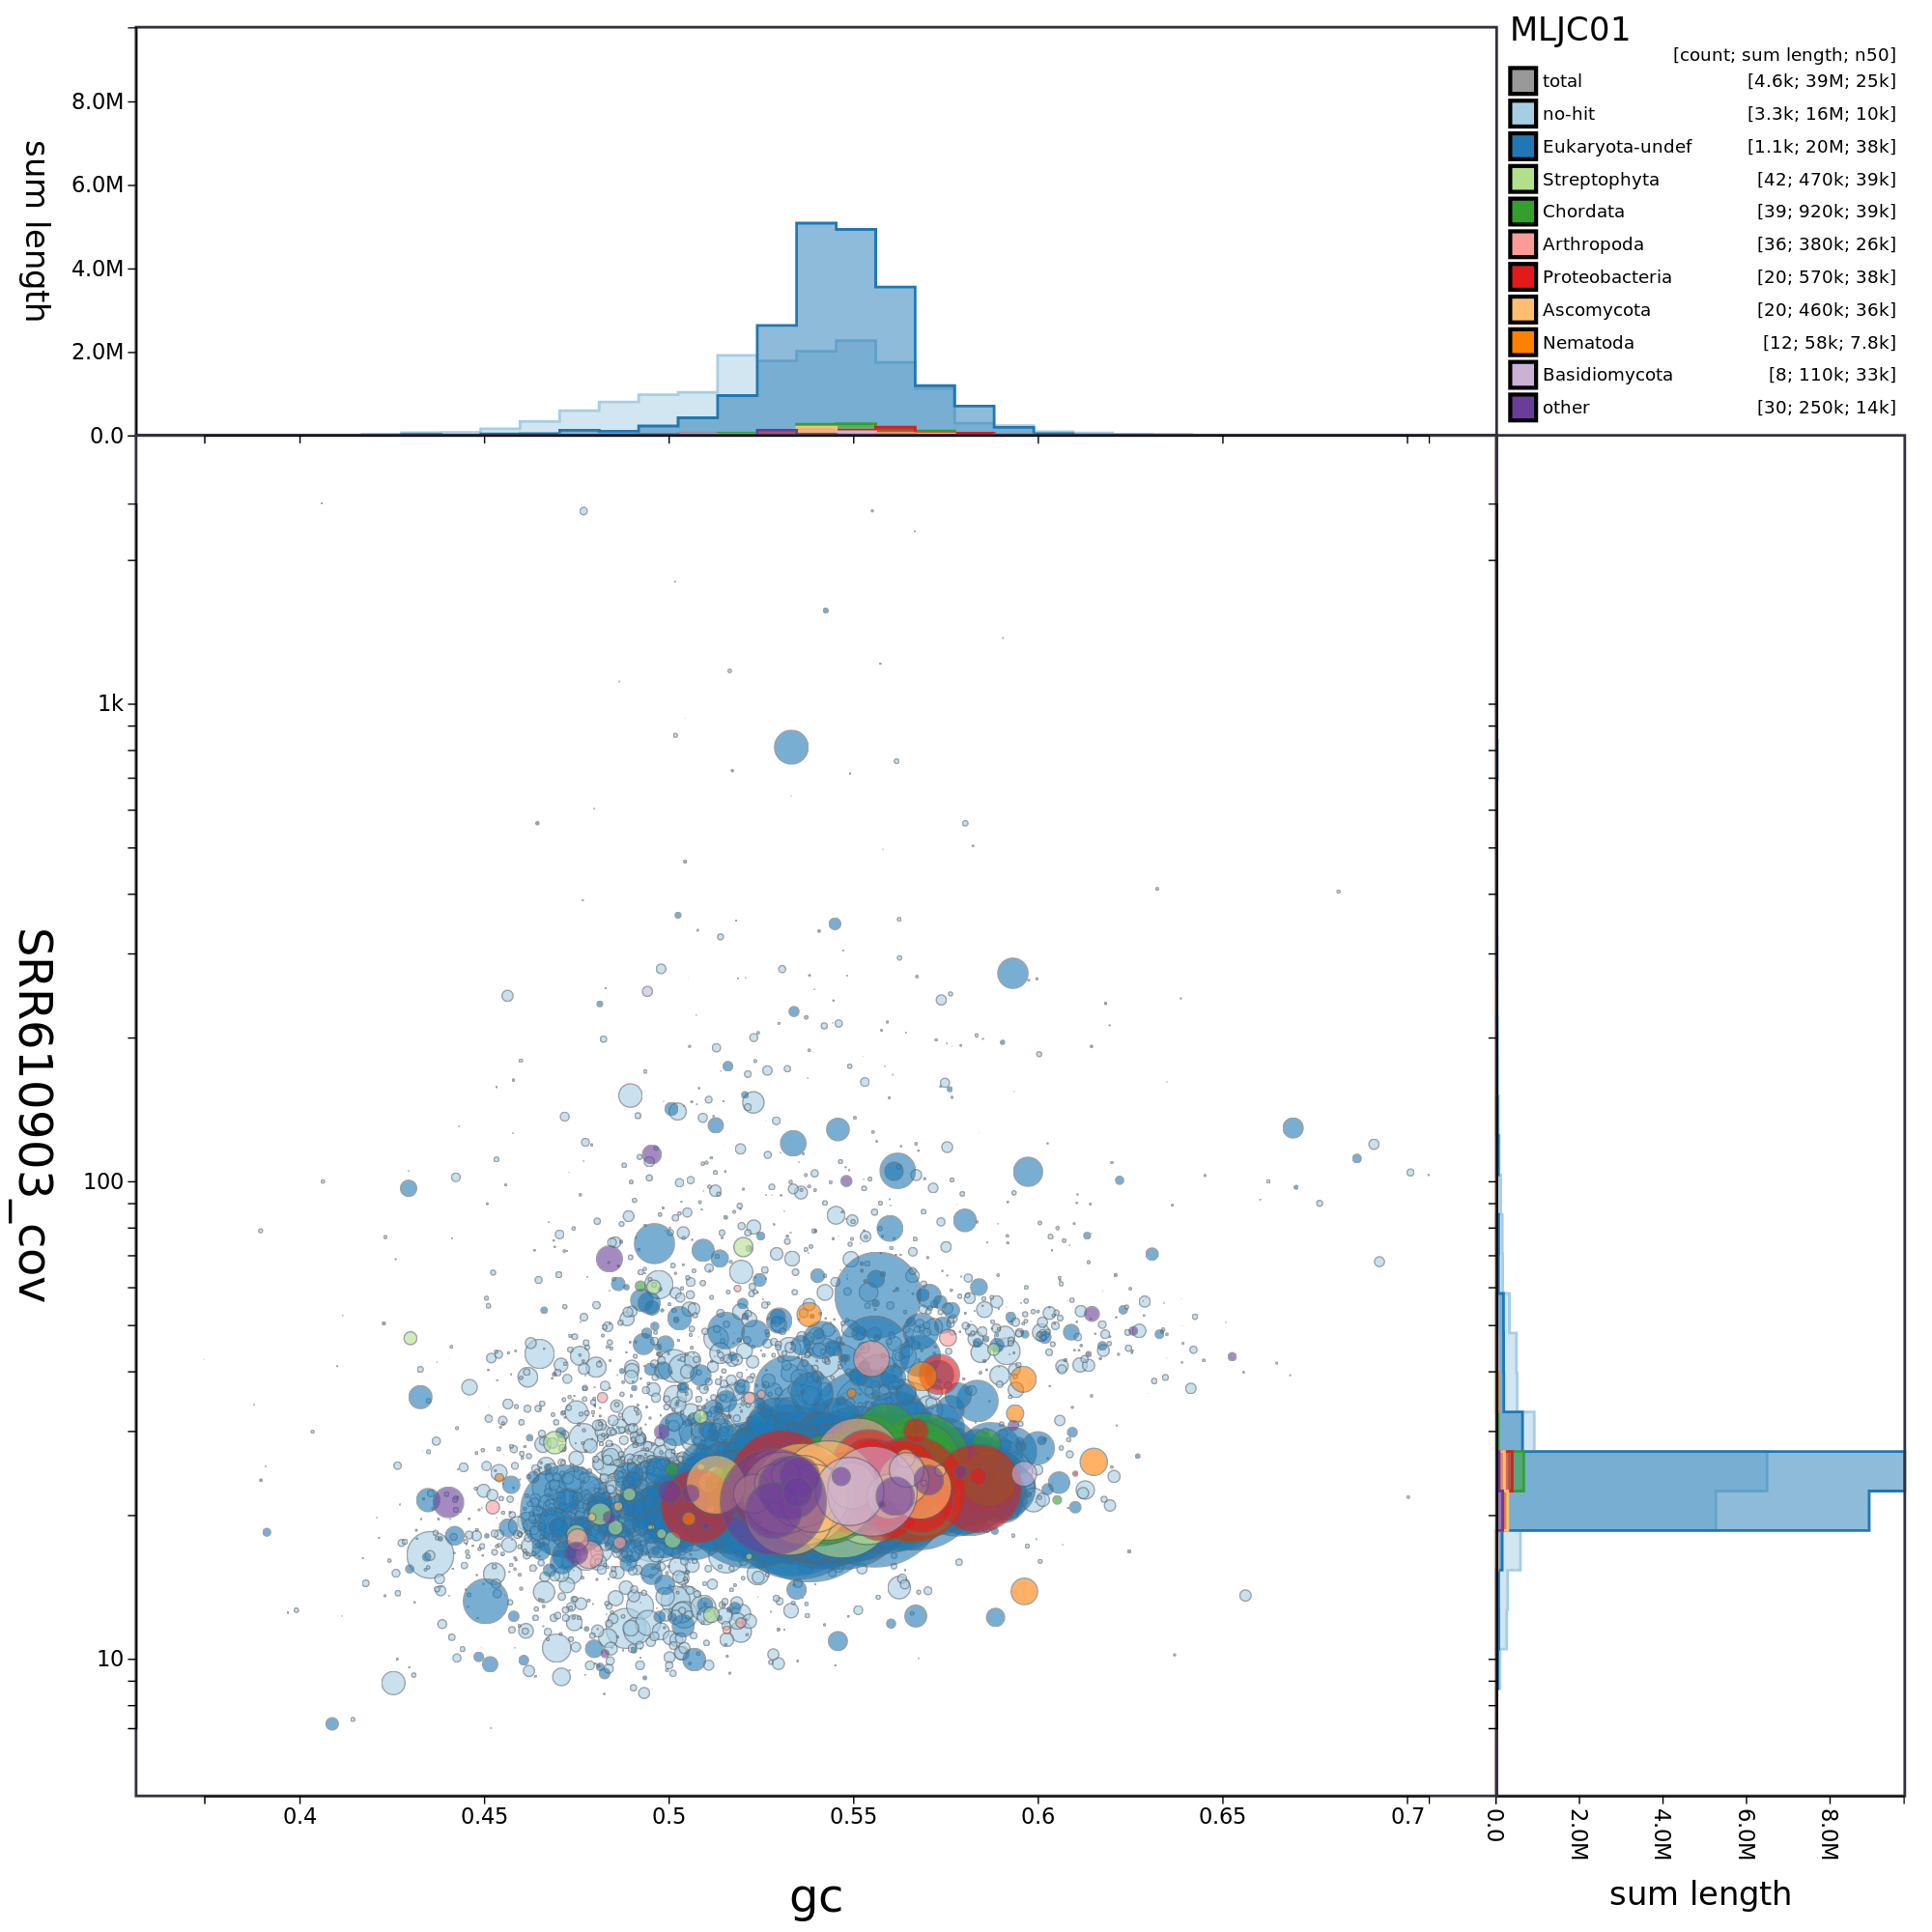 MLJC01
[count; sum length; n50]
total [4.6k; 39M; 25k]
no-hit [3.3k; 16M; 10k]
Eukaryota-undef [1.1k; 20M; 38k]
Streptophyta [42; 470k; 39k]
Chordata [39; 920k; 39k]
Arthropoda [36; 380k; 26k]
Proteobacteria [20; 570k; 38k]
Ascomycota [20; 460k; 36k]
Nematoda [12; 58k; 7.8k]
Basidiomycota [8; 110k; 33k]
other [30; 250k; 14k]
sum length
8.0M
6.0M
4.0M
2.0M
0.0
SRR610903_cov
1k
100
10
0.4 0.45 0.5 0.55 0.6 0.65 0.7
gc
0.0 2.0M 4.0M 6.0M 8.0M
sum length